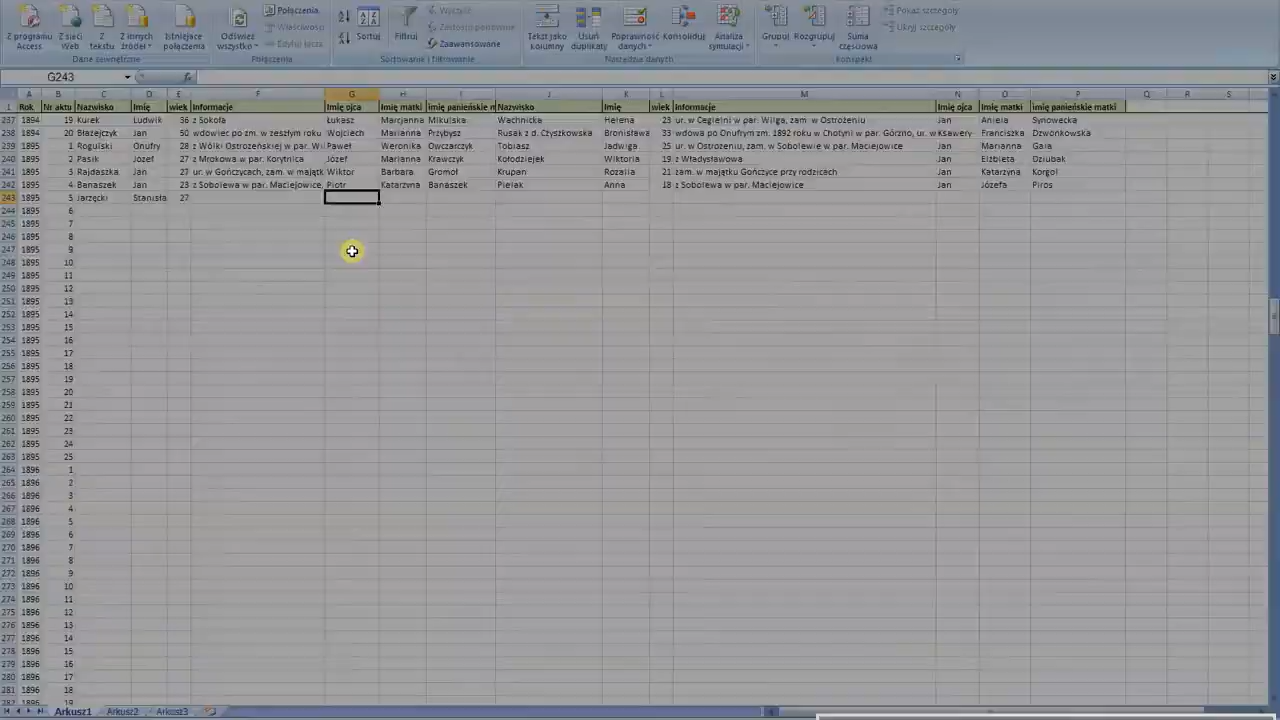 Z programu Access
Z sieci Web
Z tekstu
Z innych źródeł
Istniejące połączenia
Odśwież wszystko
Połączenia
Właściwości
Edytuj łącza
Sortuj
Filtruj
Wyczyść
Zastosuj ponownie
Zaawansowane
Tekst jako kolumny
Usuń duplikaty
Poprawność danych
Konsoliduj
Analiza symulacji
Grupuj
Rozgrupuj
Suma częściowa
Pokaż szczegóły
Ukryj szczegóły
Dane zewnętrzne
Połączenia
Sortowanie i filtrowanie
Narzędzia danych
Konspekt
G243 fx
A B C D E F G H I J K L M N O P Q R S
1 Rok Nr aktu Nazwisko Imię wiek Informacje Imię ojca Imię matki imię panieńskie m Nazwisko Imię wiek Informacje Imię ojca Imię matki imię panieńskie matki
237 1894 19 Kurek Ludwik 36 z Sokoła Łukasz Marcjanna Mikulska Wachnicka Helena 23 ur. w Cegielni w par. Wilga, zam. w Ostrożeniu Jan Aniela Synowecka
238 1894 20 Błażejczyk Jan 50 wdowiec po zm. w zeszłym roku Wojciech Marianna Przybysz Rusak z d. Czyszkowska Bronisława 33 wdowa po Onufrym zm. 1892 roku w Chotyni w par. Górzno, ur. w Ksawery Franciszka Dzwonkowska
239 1895 1 Rogulski Onufry 28 z Wólki Ostrożeńskiej w par. Wil Paweł Weronika Owczarczyk Tobiasz Jadwiga 25 ur. w Ostrożeniu, zam. w Sobolewie w par. Maciejowice Jan Marianna Gaja
240 1895 2 Pasik Józef 27 z Mrokowa w par. Korytnica Józef Marianna Krawczyk Kołodziejek Wiktoria 19 z Władysławowa Jan Elżbieta Dziubak
241 1895 3 Rajdaszka Jan 27 ur. w Gończycach, zam. w majątk Wiktor Barbara Gromoł Krupan Rozalia 21 zam. w majątku Gończyce przy rodzicach Jan Katarzyna Korgol
242 1895 4 Banaszek Jan 23 z Sobolewa w par. Maciejowice, Piotr Katarzyna Banaszek Pielak Anna 18 z Sobolewa w par. Maciejowice Jan Józefa Piros
243 1895 5 Jarzęcki Stanisła 27
244 1895 6
245 1895 7
246 1895 8
247 1895 9
248 1895 10
249 1895 11
250 1895 12
251 1895 13
252 1895 14
253 1895 15
254 1895 16
255 1895 17
256 1895 18
257 1895 19
258 1895 20
259 1895 21
260 1895 22
261 1895 23
262 1895 24
263 1895 25
264 1896 1
265 1896 2
266 1896 3
267 1896 4
268 1896 5
269 1896 6
270 1896 7
271 1896 8
272 1896 9
273 1896 10
274 1896 11
275 1896 12
276 1896 13
277 1896 14
278 1896 15
279 1896 16
280 1896 17
281 1896 18
282 1896 19
Arkusz1 Arkusz2 Arkusz3